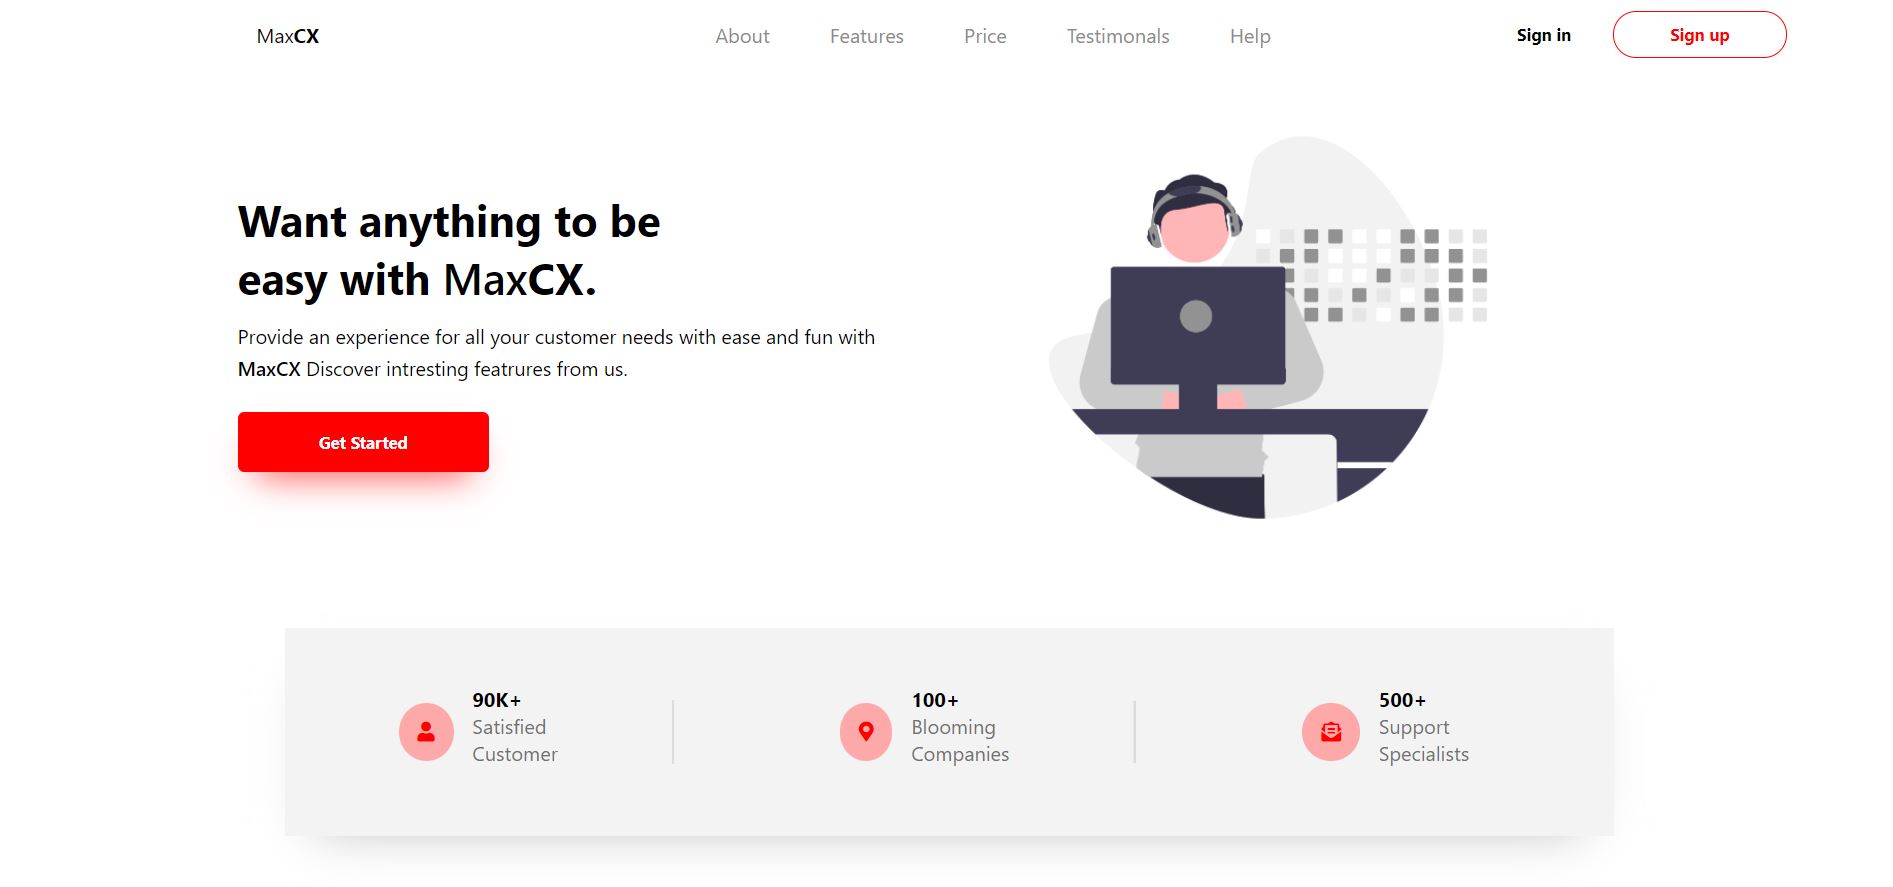 MaxCX
About
Features
Price
Testimonals
Help
Sign in
Sign up
Want anything to be
easy with MaxCX.
Provide an experience for all your customer needs with ease and fun with
MaxCX Discover intresting featrures from us.
Get Started
90K+
Satisfied
Customer
100+
Blooming
Companies
500+
Support
Specialists